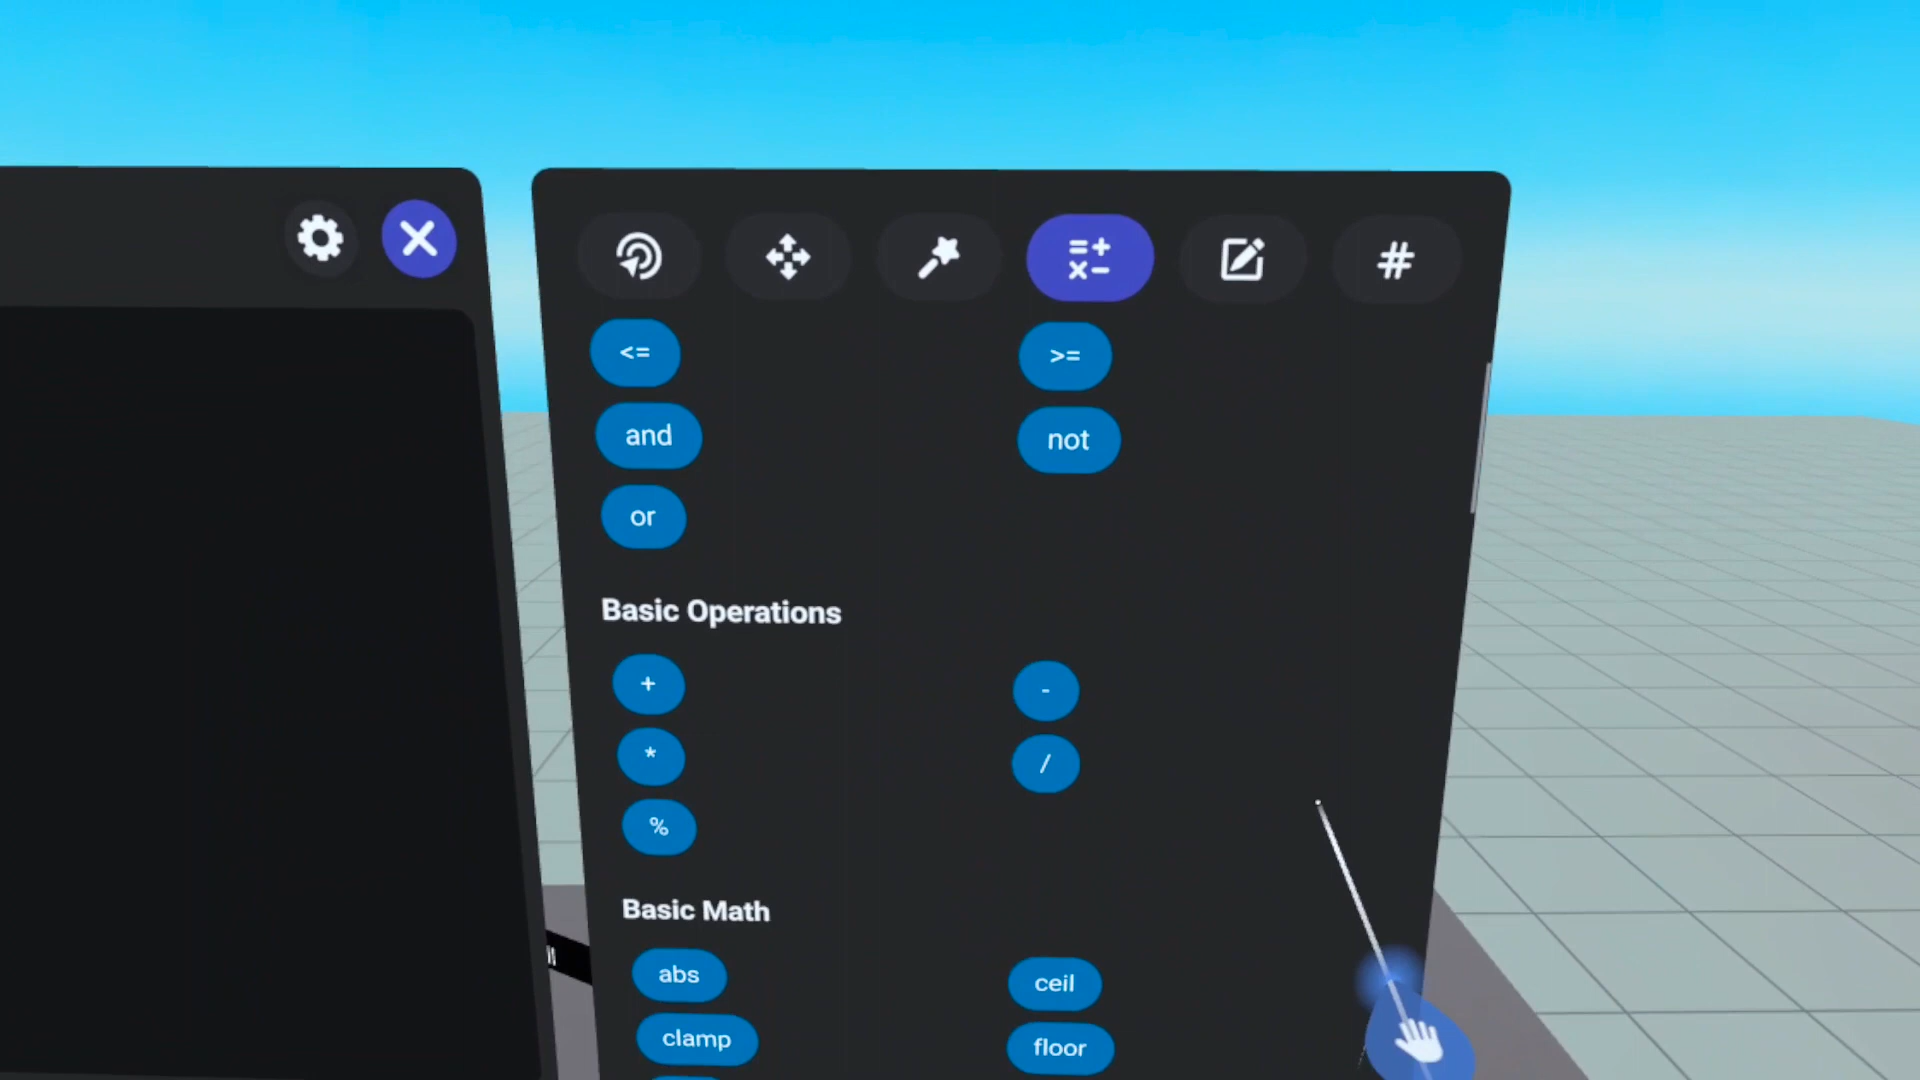 <= >=
and not
or
Basic Operations
+ -
* /
%
Basic Math
abs ceil
clamp floor